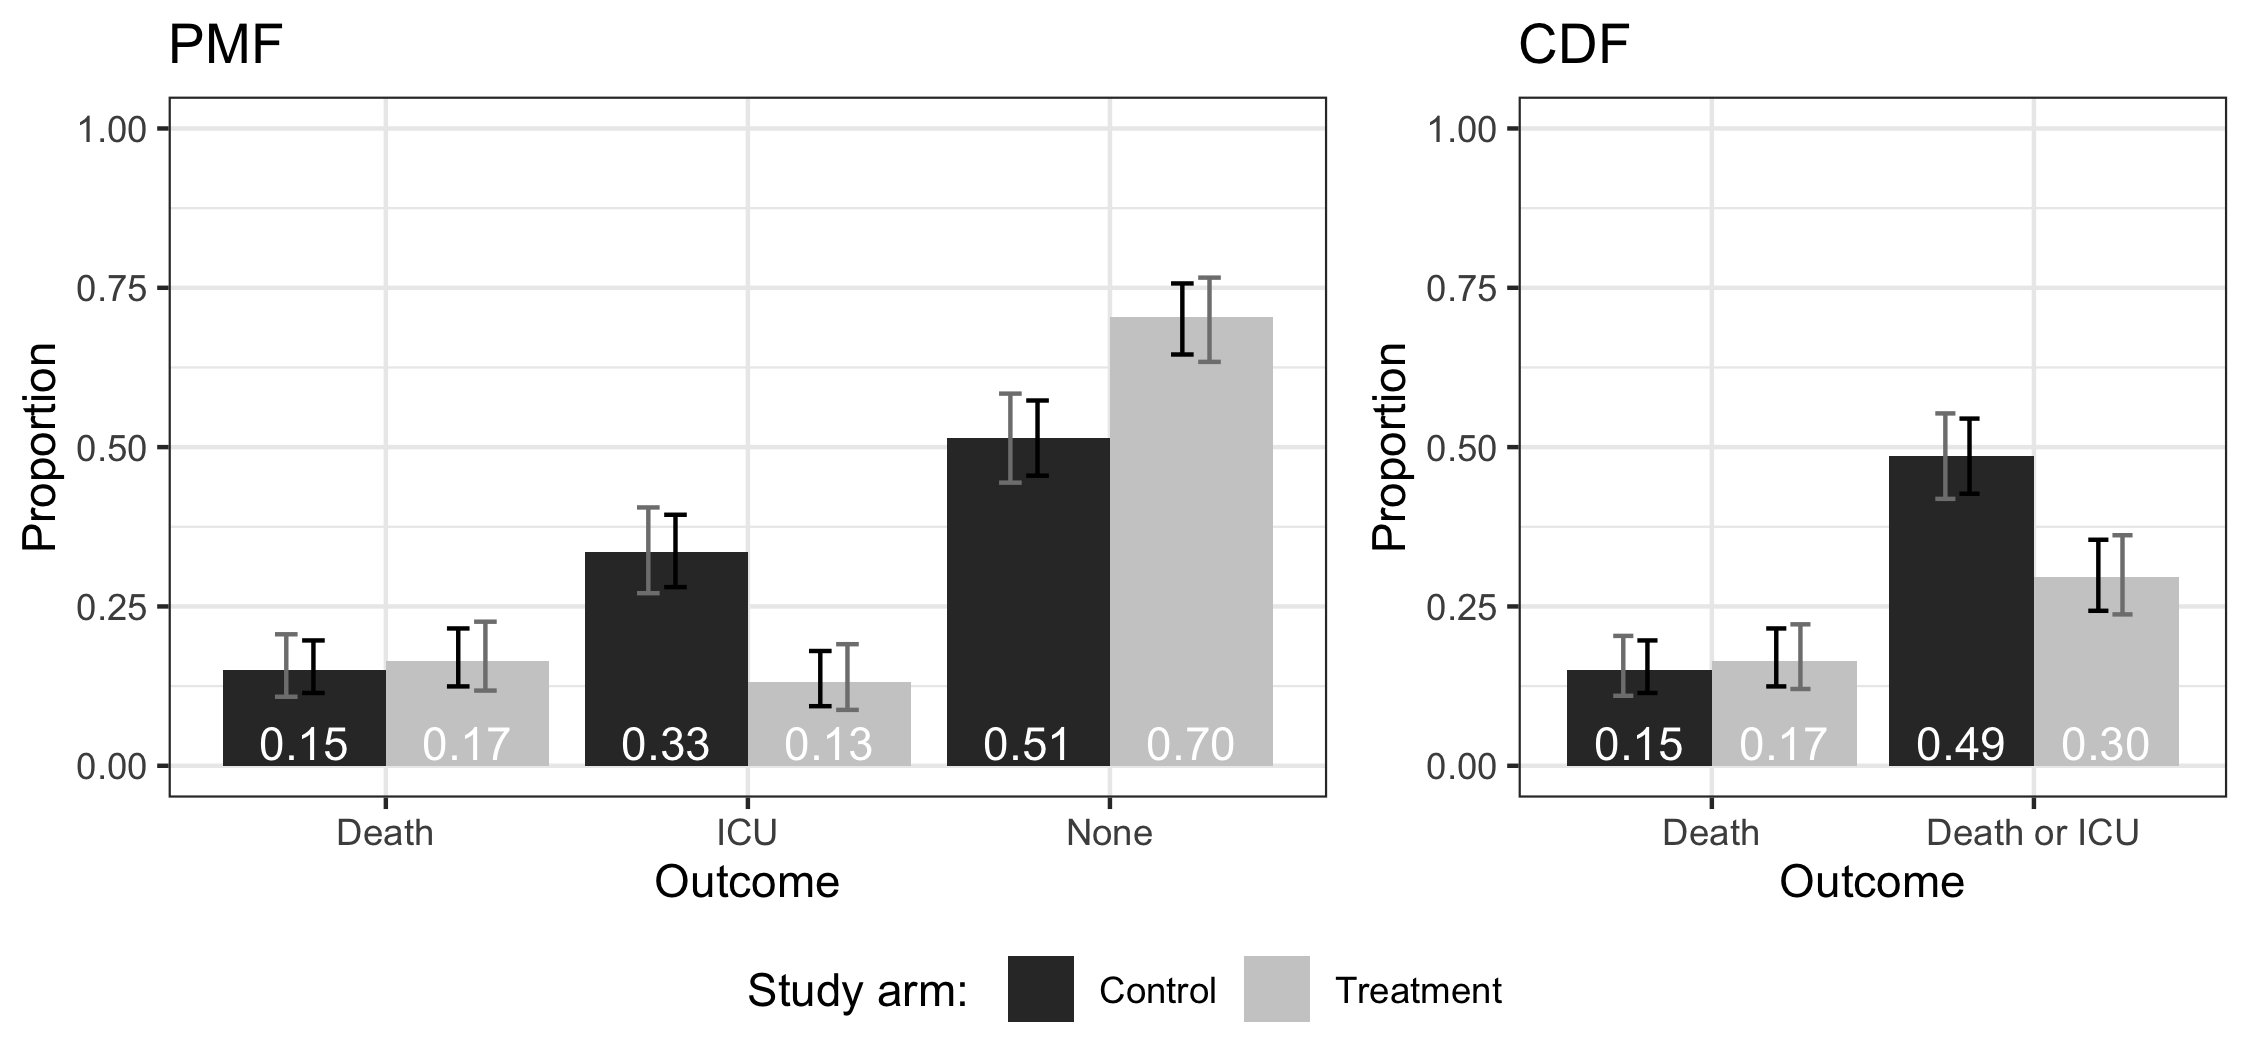 PMF
1.00
0.75
0.50
0.25
0.00
Proportion
0.15 0.17 0.33 0.13 0.51 0.70
Death ICU None
Outcome
CDF
1.00
0.75
0.50
0.25
0.00
Proportion
0.15 0.17 0.49 0.30
Death Death or ICU
Outcome
Study arm: Control Treatment